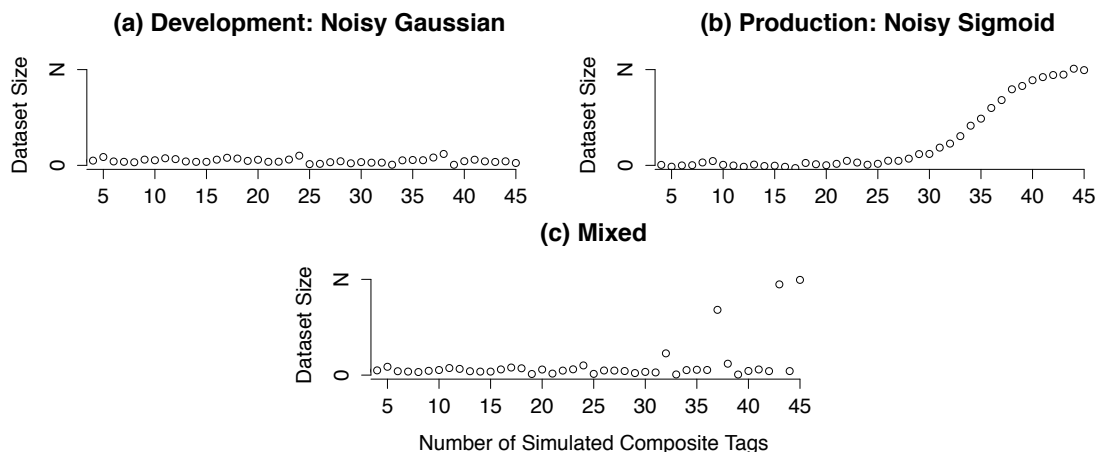 (a) Development: Noisy Gaussian
Dataset Size
N
0
5 10 15 20 25 30 35 40 45
(b) Production: Noisy Sigmoid
Dataset Size
N
0
5 10 15 20 25 30 35 40 45
(c) Mixed
Dataset Size
N
0
5 10 15 20 25 30 35 40 45
Number of Simulated Composite Tags